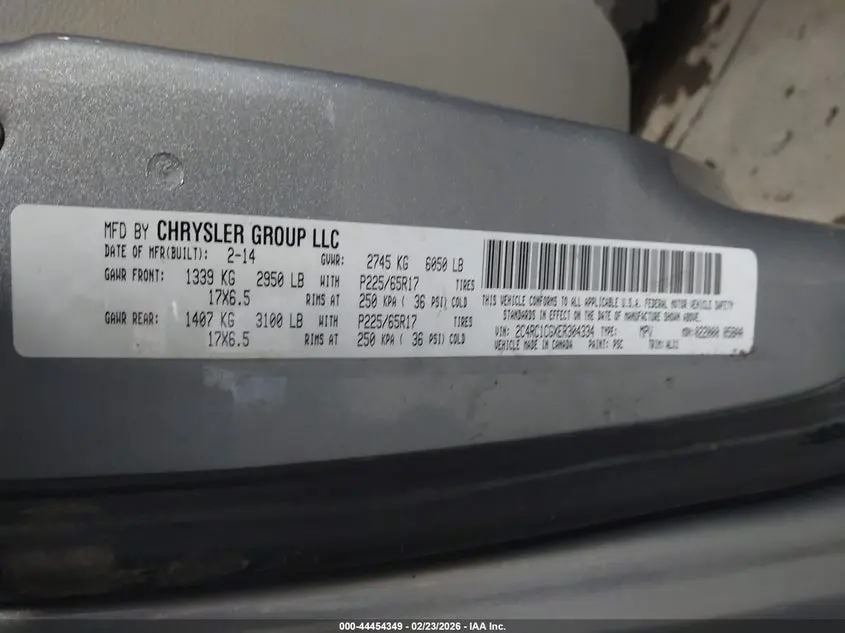 MFD BY CHRYSLER GROUP LLC
DATE OF MFR(BUILT): 2-14 GVWR: 2745 KG 6050 LB
GAWR FRONT: 1339 KG 2950 LB WITH P225/65R17 TIRES
17X6.5 RIMS AT 250 KPA ( 36 PSI) COLD
GAWR REAR: 1407 KG 3100 LB WITH P225/65R17 TIRES
17X6.5 RIMS AT 250 KPA ( 36 PSI) COLD
THIS VEHICLE CONFORMS TO ALL APPLICABLE U.S.A. FEDERAL MOTOR VEHICLE SAFETY
STANDARDS IN EFFECT ON THE DATE OF MANUFACTURE SHOWN ABOVE.
VIN: 2C4RC1CGXER304334 TYPE: MPV MDH:
VEHICLE MADE IN CANADA PAINT: PSC TRIM:
000-44454349 - 02/23/2026 - IAA Inc.